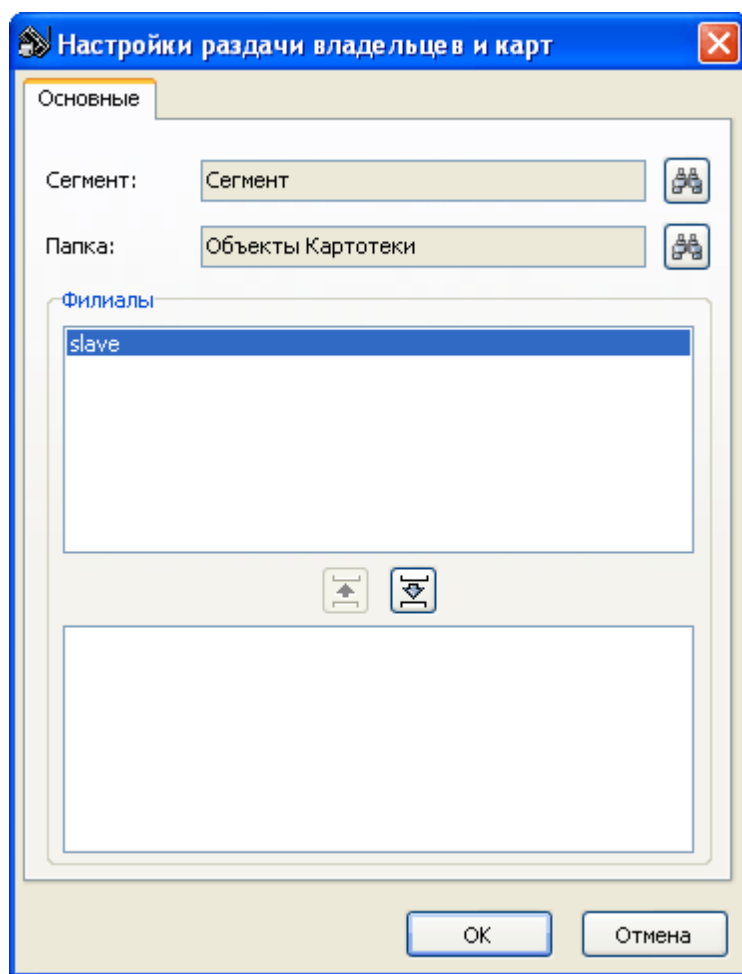 Настройки раздачи владельцев и карт
Основные
Сегмент: Сегмент
Папка: Объекты Картотеки
Филиалы
slave
OK Отмена